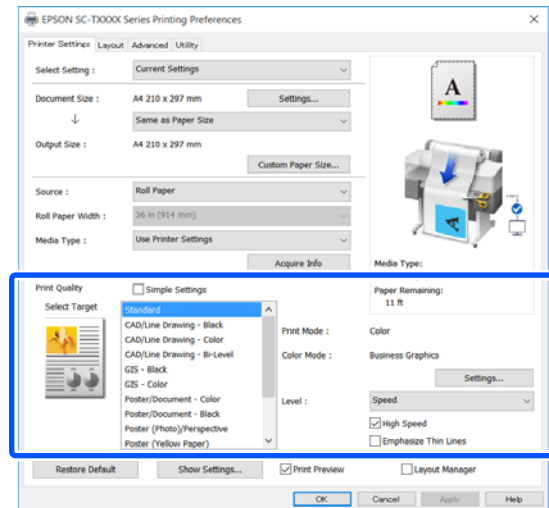 EPSON SC-TXXXX Series Printing Preferences
Printer Settings Layout Advanced Utility
Select Setting : Current Settings
Document Size : A4 210 x 297 mm Settings...
Same as Paper Size
Output Size : A4 210 x 297 mm
Custom Paper Size...
Source : Roll Paper
Roll Paper Width : 36 in (914 mm)
Media Type : Use Printer Settings
Acquire Info
A
Media Type:
Paper Remaining:
11 ft
Print Quality Simple Settings
Select Target
Standard
CAD/Line Drawing - Black
CAD/Line Drawing - Color
CAD/Line Drawing - Bi-Level
GIS - Black
GIS - Color
Poster/Document - Color
Poster/Document - Black
Poster (Photo)/Perspective
Poster (Yellow Paper)
Print Mode : Color
Color Mode : Business Graphics
Settings...
Level : Speed
High Speed
Emphasize Thin Lines
Restore Default Show Settings... Print Preview Layout Manager
OK Cancel Apply Help